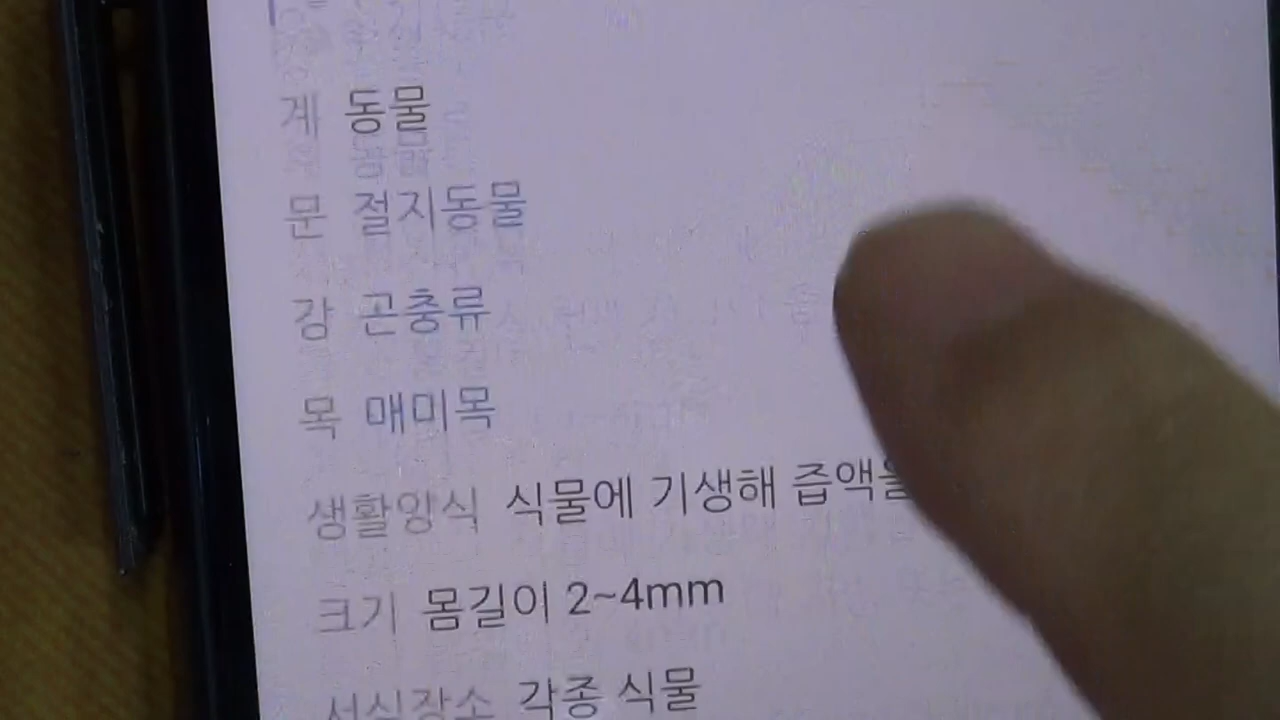 계 동물
문 절지동물
강 곤충류
목 매미목
생활양식 식물에 기생해 즙액을
크기 몸길이 2~4mm
서식장소 각종 식물